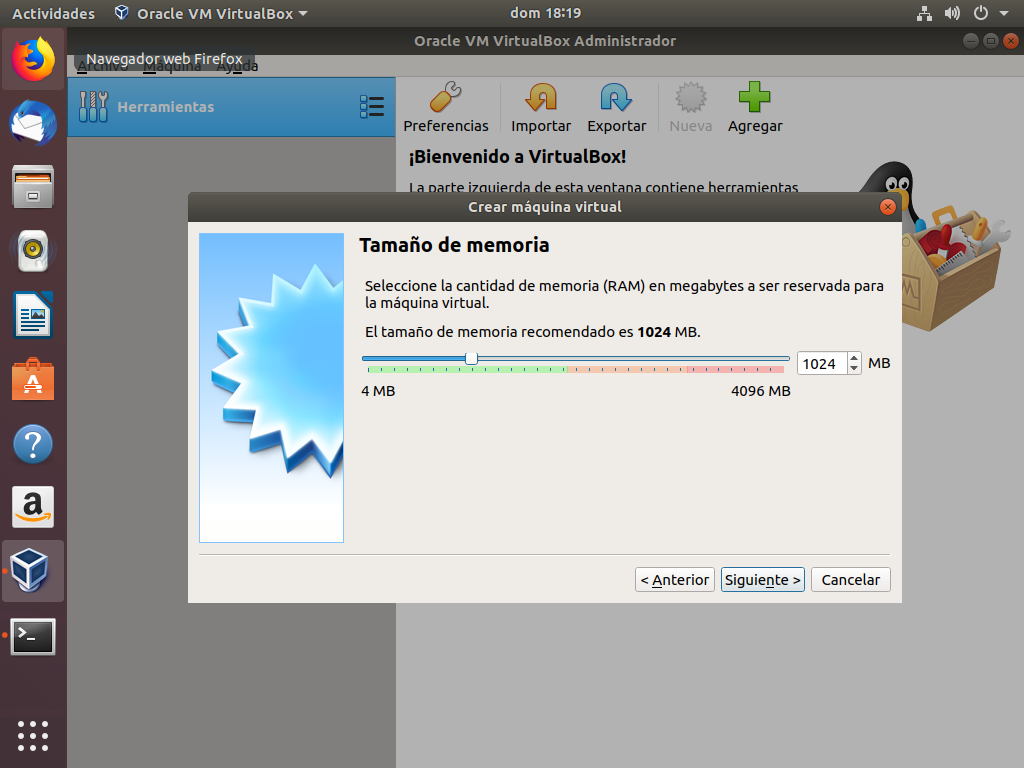 Actividades
Oracle VM VirtualBox
dom 18:19
Oracle VM VirtualBox Administrador
Navegador web Firefox
Archivo Máquina Ayuda
Herramientas
Preferencias
Importar
Exportar
Nueva
Agregar
¡Bienvenido a VirtualBox!
La parte izquierda de esta ventana contiene herramientas
Crear máquina virtual
Tamaño de memoria
Seleccione la cantidad de memoria (RAM) en megabytes a ser reservada para
la máquina virtual.
El tamaño de memoria recomendado es 1024 MB.
1024 MB
4 MB
4096 MB
< Anterior
Siguiente >
Cancelar